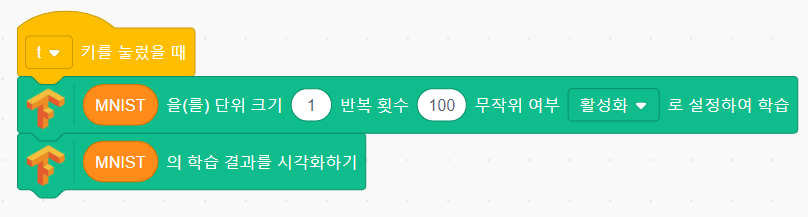 t 키를 눌렀을 때
MNIST 을(를) 단위 크기 1 반복 횟수 100 무작위 여부 활성화 로 설정하여 학습
MNIST 의 학습 결과를 시각화하기